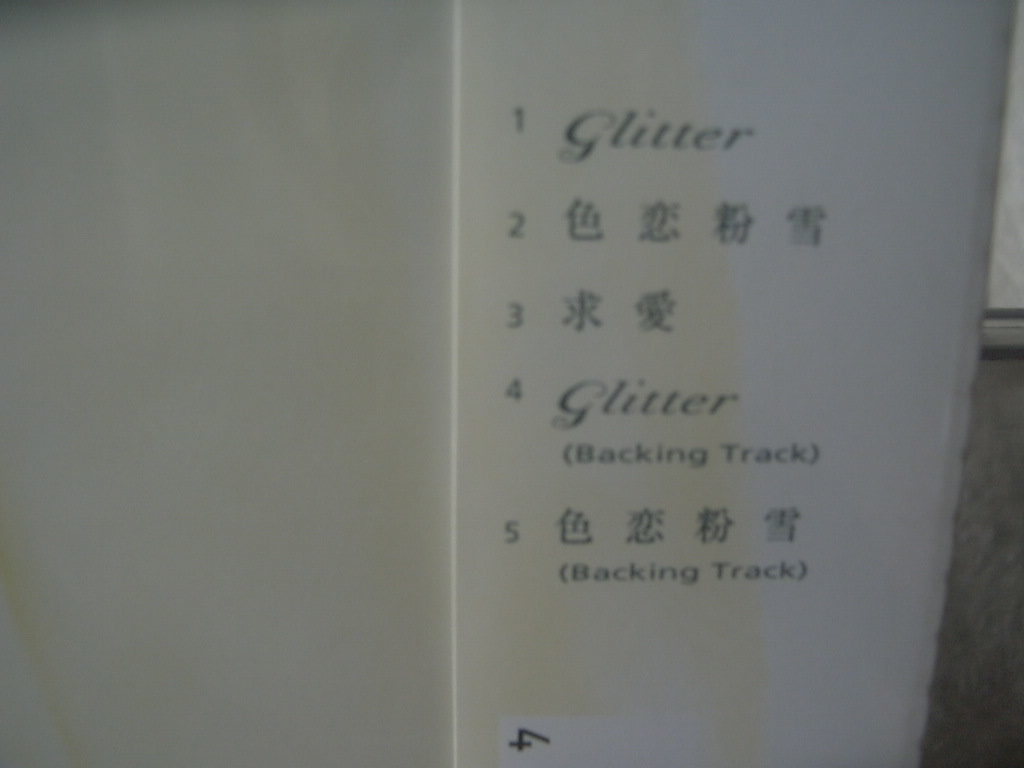 1 Glitter
2 色恋粉雪
3 求愛
4 Glitter
(Backing Track)
5 色恋粉雪
(Backing Track)
4